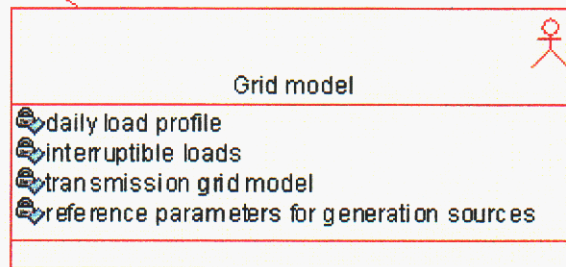 Grid model
daily load profile
interruptible loads
transmission grid model
reference parameters for generation sources